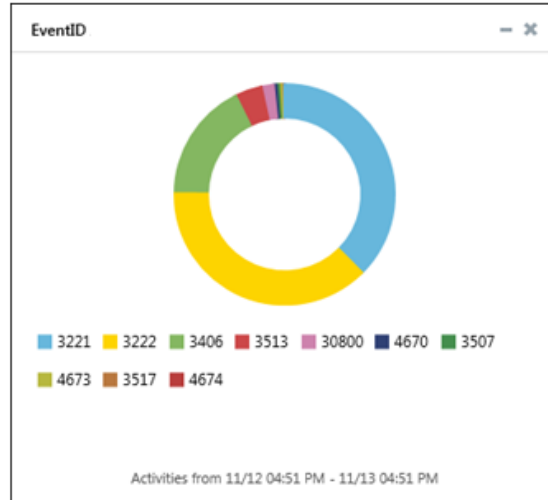 EventID
3221 3222 3406 3513 30800 4670 3507
4673 3517 4674
Activities from 11/12 04:51 PM - 11/13 04:51 PM